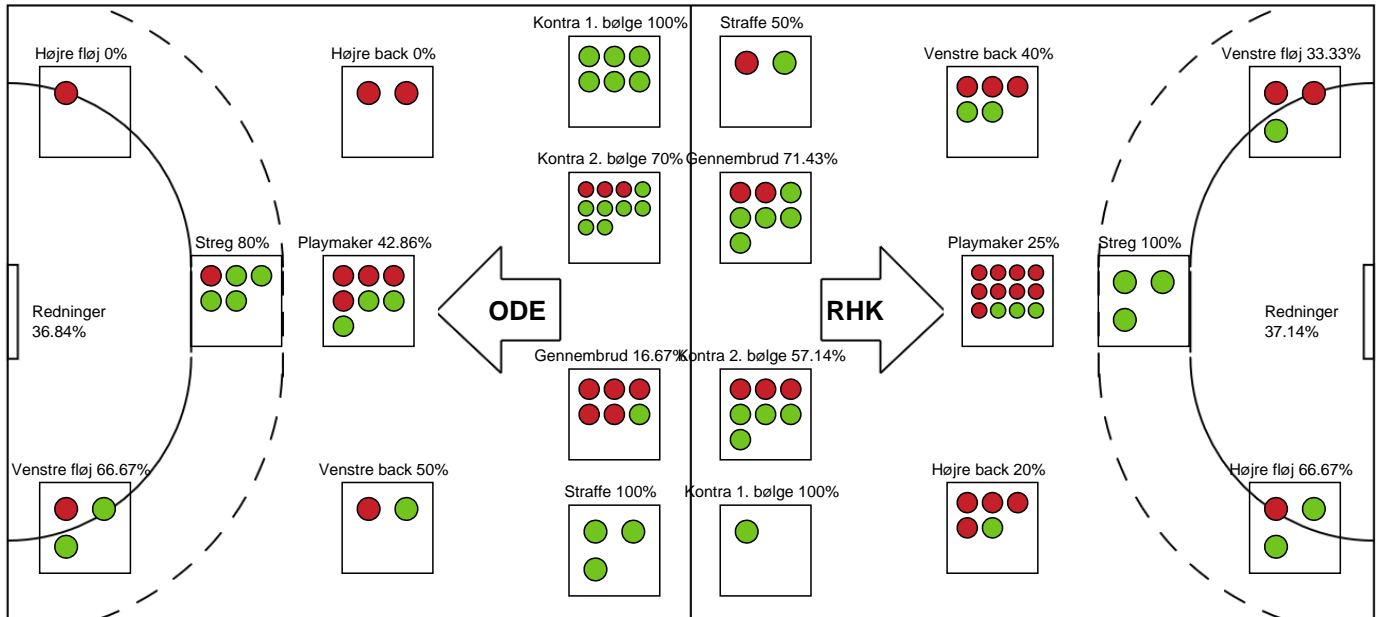 Kontra 1. bølge 100%
Straffe 50%
Højre fløj 0%
Højre back 0%
Venstre back 40%
Venstre fløj 33.33%
Kontra 2. bølge 70%
Gennembrud 71.43%
Streg 80%
Playmaker 42.86%
Playmaker 25%
Streg 100%
Redninger
36.84%
ODE
RHK
Redninger
37.14%
Gennembrud 16.67%
Kontra 2. bølge 57.14%
Venstre fløj 66.67%
Venstre back 50%
Straffe 100%
Kontra 1. bølge 100%
Højre back 20%
Højre fløj 66.67%